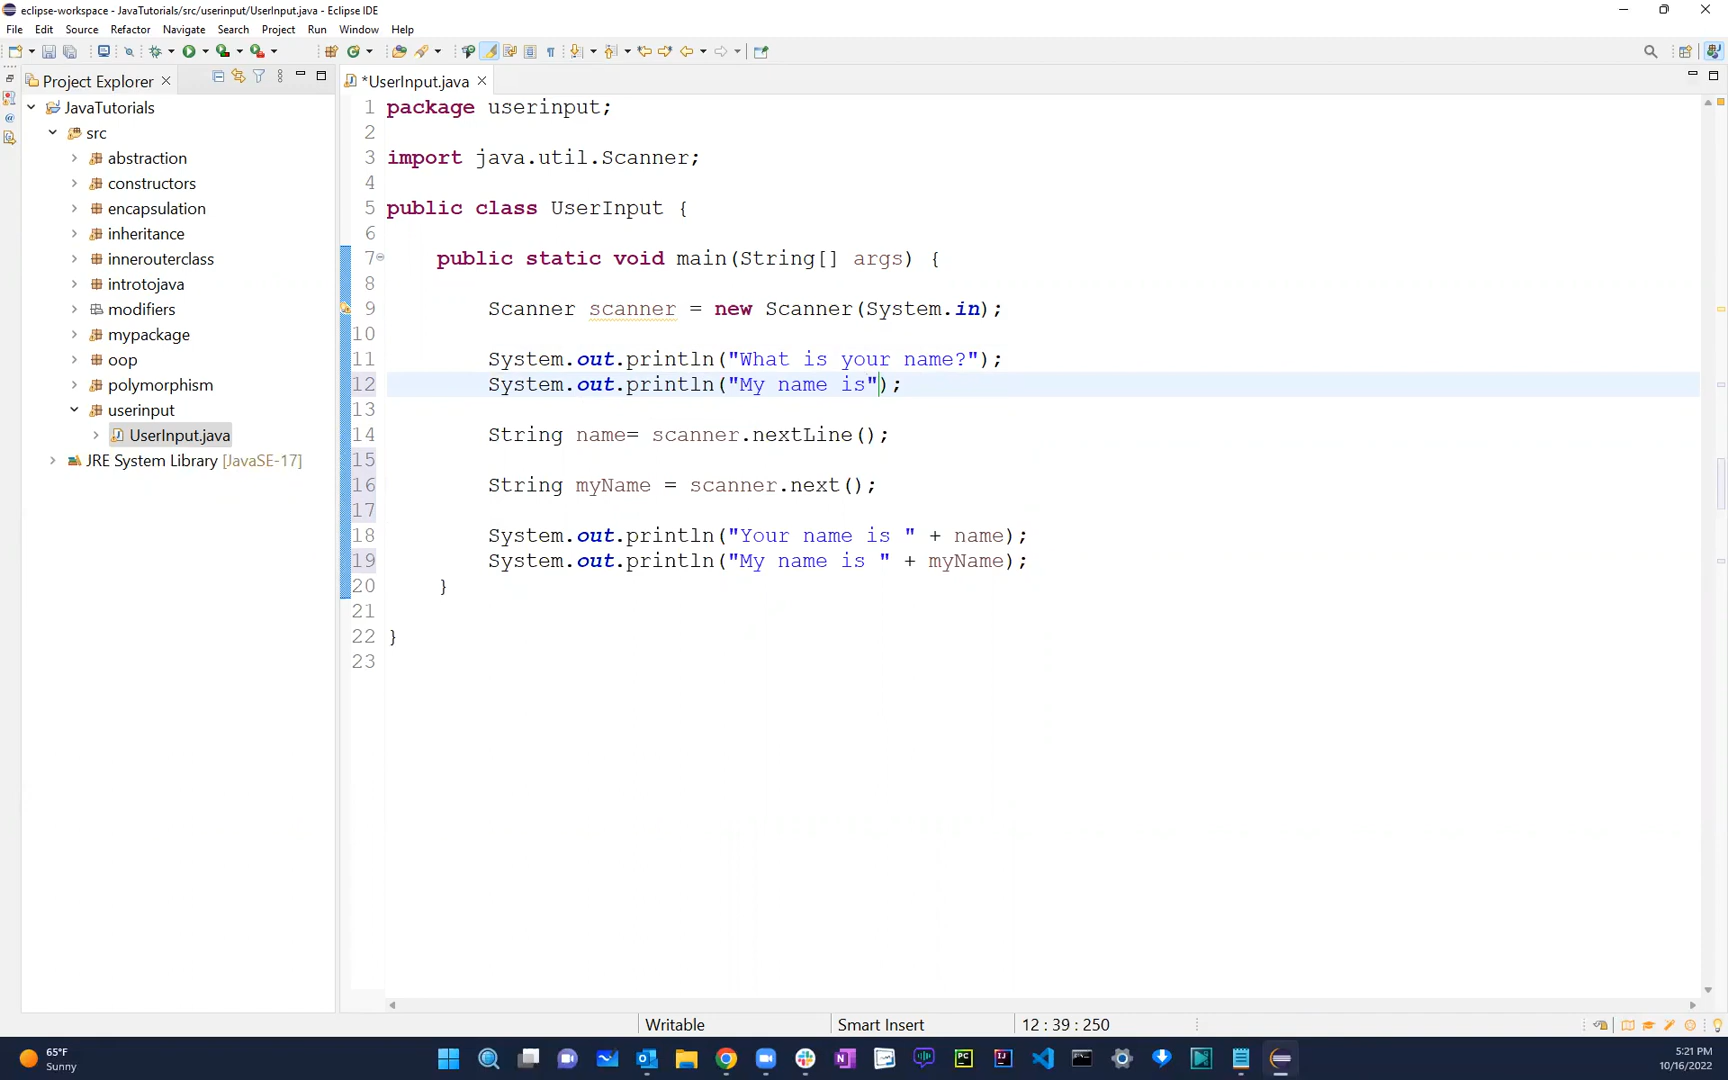 eclipse-workspace - JavaTutorials/src/userinput/UserInput.java - Eclipse IDE
File Edit Source Refactor Navigate Search Project Run Window Help
Project Explorer
*UserInput.java
JavaTutorials
src
abstraction
constructors
encapsulation
inheritance
innerouterclass
introtojava
modifiers
mypackage
oop
polymorphism
userinput
UserInput.java
JRE System Library [JavaSE-17]
1 package userinput;
2
3 import java.util.Scanner;
4
5 public class UserInput {
6
7 public static void main(String[] args) {
8
9 Scanner scanner = new Scanner(System.in);
10
11 System.out.println("What is your name?");
12 System.out.println("My name is");
13
14 String name= scanner.nextLine();
15
16 String myName = scanner.next();
17
18 System.out.println("Your name is " + name);
19 System.out.println("My name is " + myName);
20 }
21
22 }
23
Writable Smart Insert 12 : 39 : 250
65°F
Sunny
5:21 PM
10/16/2022